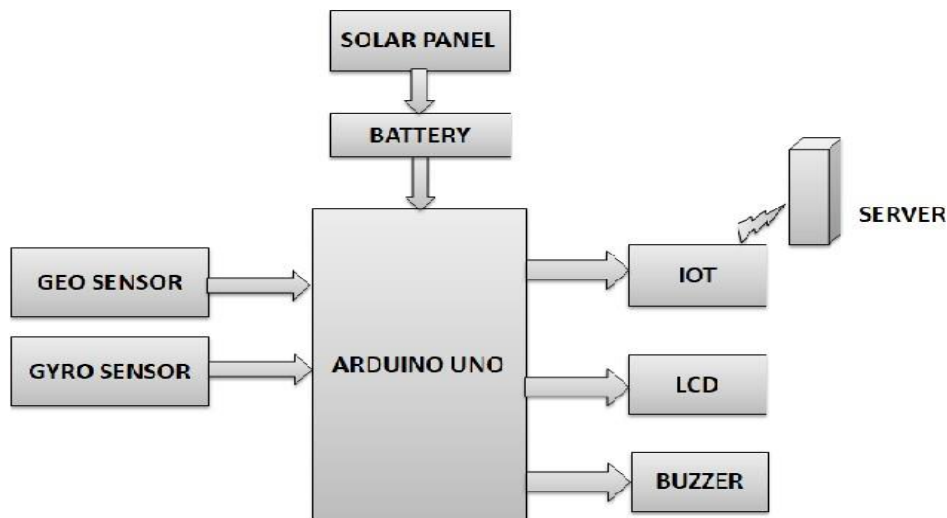 SOLAR PANEL
BATTERY
SERVER
GEO SENSOR
IOT
GYRO SENSOR
ARDUINO UNO
LCD
BUZZER